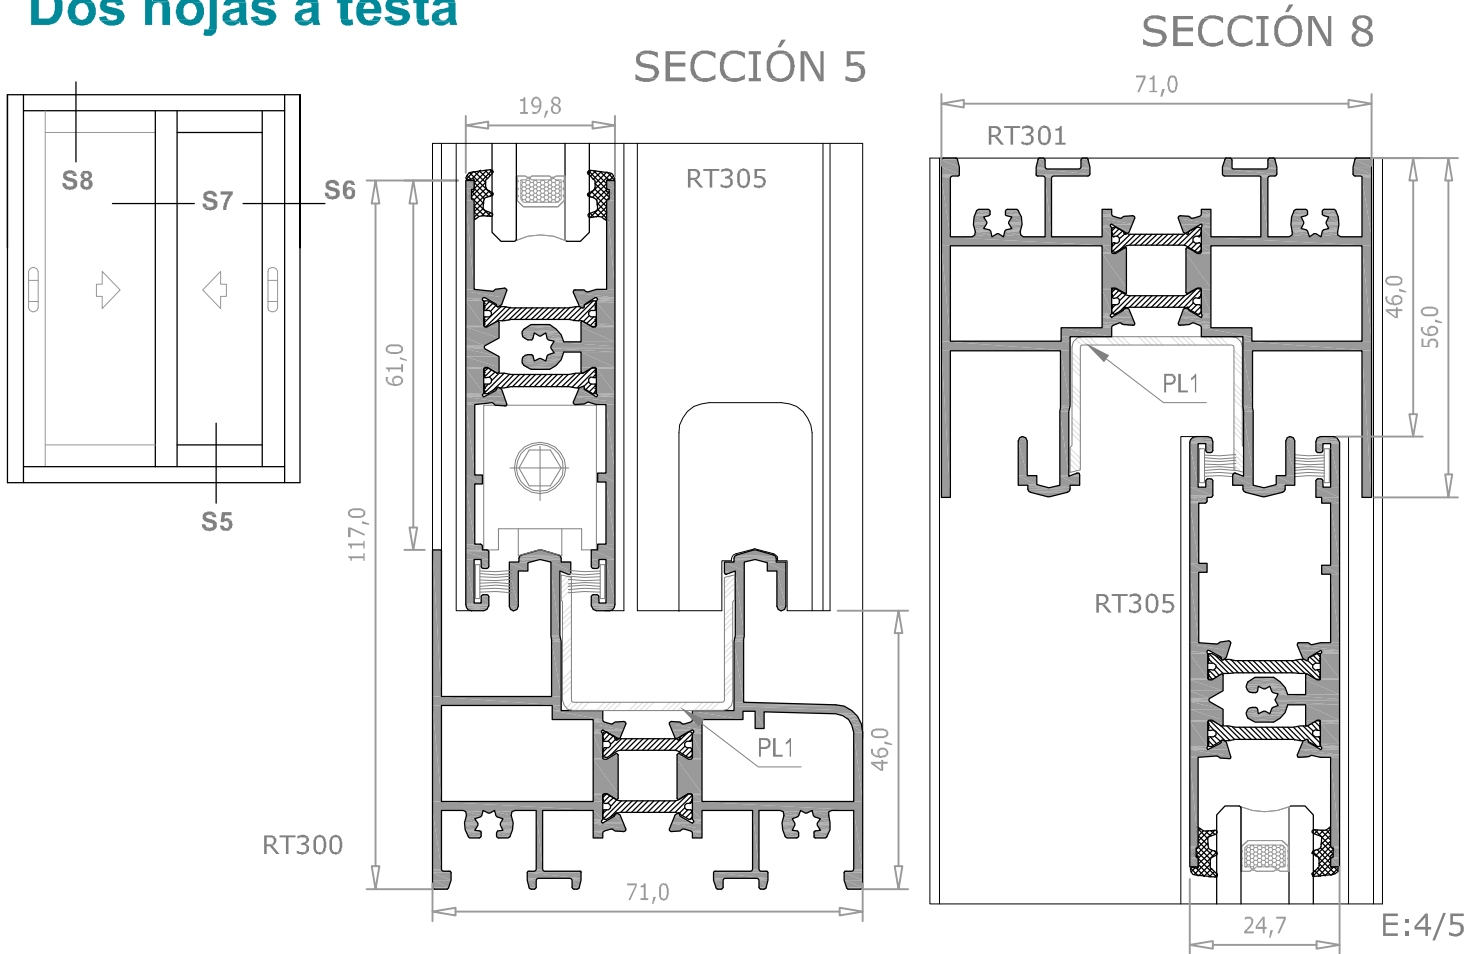 Dos hojas a testa
SECCIÓN 5
SECCIÓN 8
19,8
71,0
RT301
RT305
S8
S7
S6
S5
61,0
117,0
46,0
56,0
PL1
RT305
PL1
46,0
RT300
71,0
24,7
E:4/5